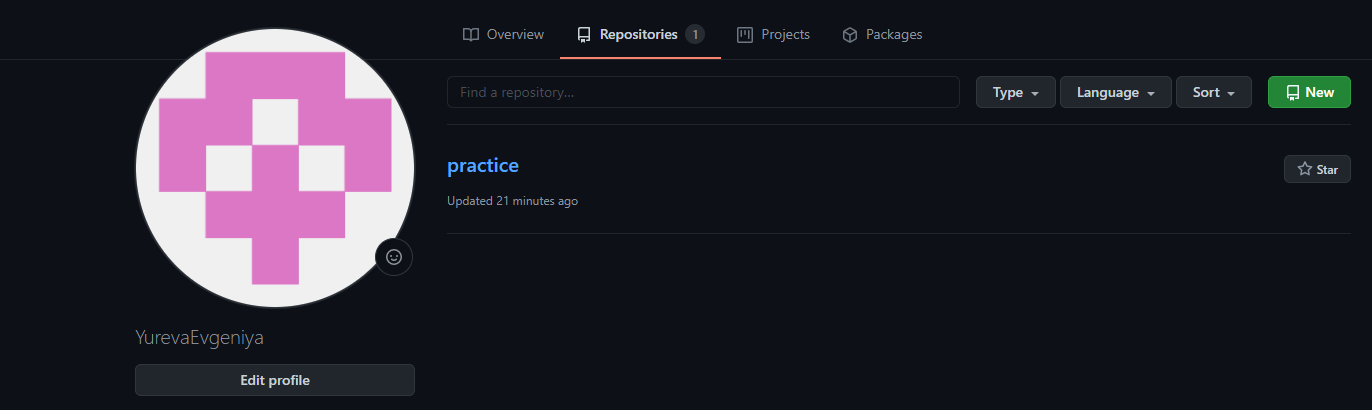 Overview Repositories 1 Projects Packages
Find a repository...
Type Language Sort New
practice
Star
Updated 21 minutes ago
YurevaEvgeniya
Edit profile